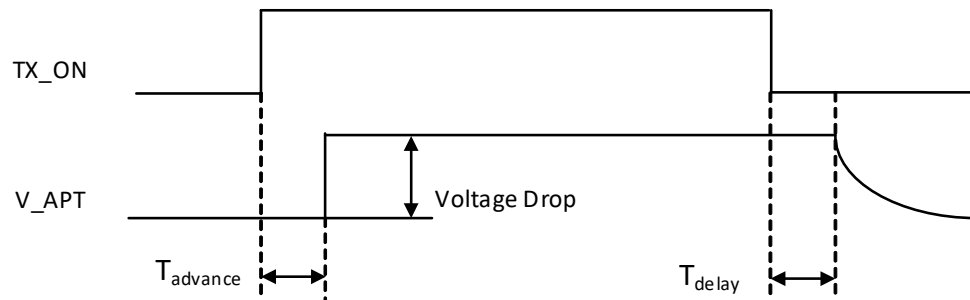 TX_ON
V_APT
Voltage Drop
Tadvance
Tdelay